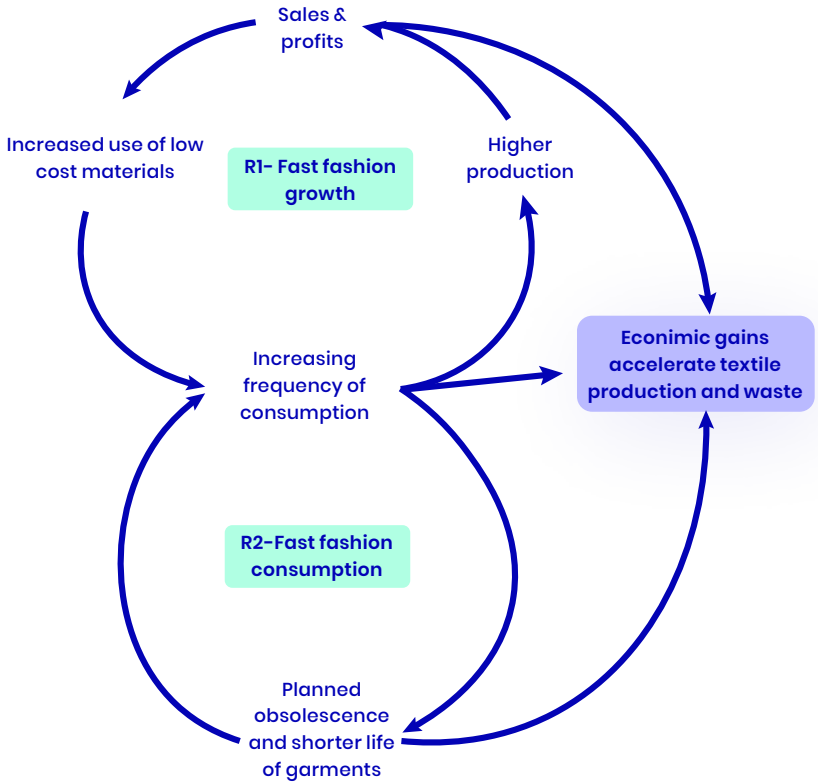 Sales &
profits
Increased use of low
cost materials
R1- Fast fashion
growth
Higher
production
Econimic gains
accelerate textile
production and waste
Increasing
frequency of
consumption
R2-Fast fashion
consumption
Planned
obsolescence
and shorter life
of garments